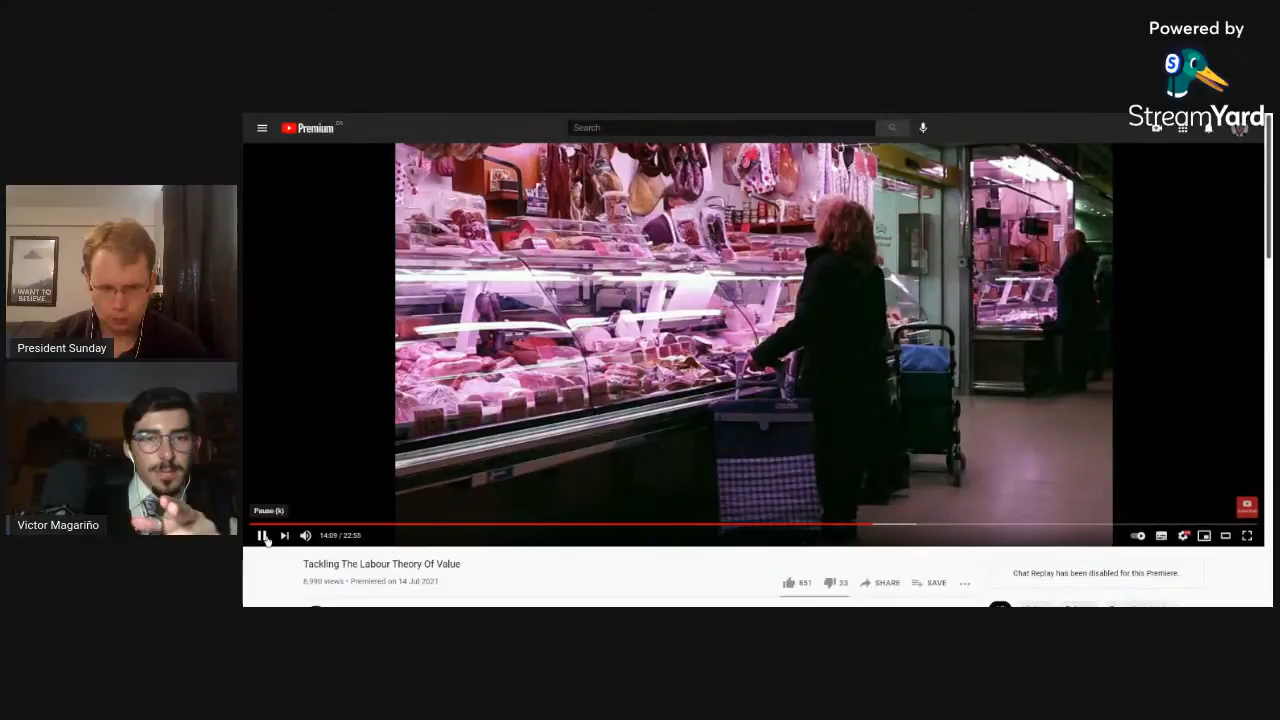 Powered by
S
StreamYard
Premium
CA
Search
I WANT TO
BELIEVE
President Sunday
Victor Magariño
Pause (k)
14:09 / 22:55
Tackling The Labour Theory Of Value
8,990 views • Premiered on 14 Jul 2021
851
33
SHARE
SAVE
Chat Replay has been disabled for this Premiere.